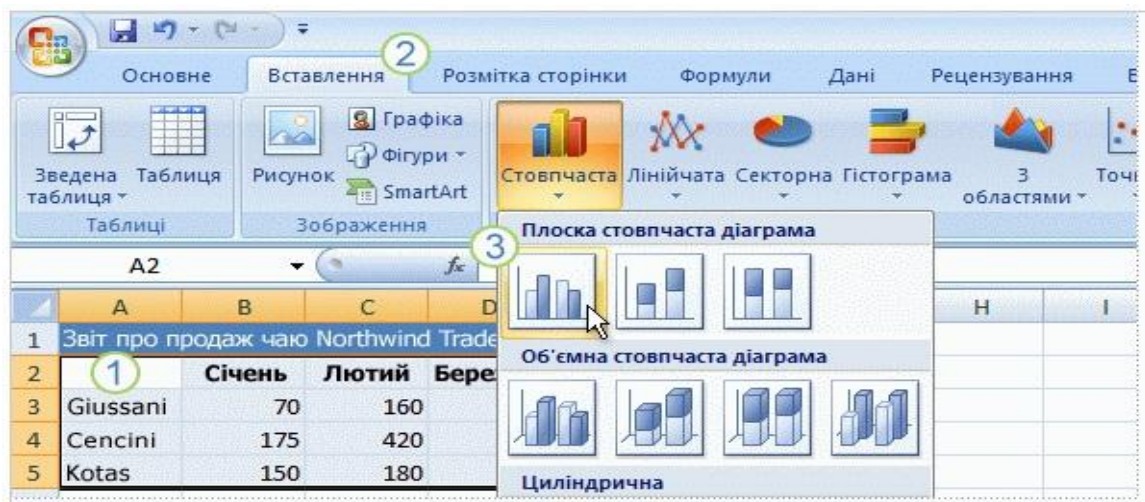 2
Основне Вставлення Розмітка сторінки Формули Дані Рецензування
Зведена таблиця Таблиця Рисунок Графіка Фігури SmartArt Стовпчаста Лінійчата Секторна Гістограма З областями
Таблиці Зображення
3 Плоска стовпчаста діаграма
A2 fx
A B C D H I
1 Звіт про продаж чаю Northwind Trade
Об'ємна стовпчаста діаграма
2 1 Січень Лютий Бере
3 Giussani 70 160
4 Cencini 175 420
5 Kotas 150 180
Циліндрична